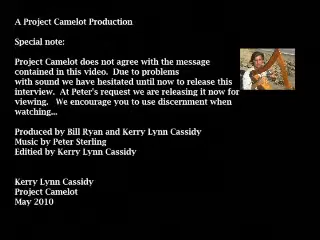 A Project Camelot Production
Special note:
Project Camelot does not agree with the message
contained in this video.  Due to problems
with sound we have hesitated until now to release this
interview.  At Peter's request we are releasing it now for
viewing.   We encourage you to use discernment when
watching...
Produced by Bill Ryan and Kerry Lynn Cassidy
Music by Peter Sterling
Editied by Kerry Lynn Cassidy
Kerry Lynn Cassidy
Project Camelot
May 2010